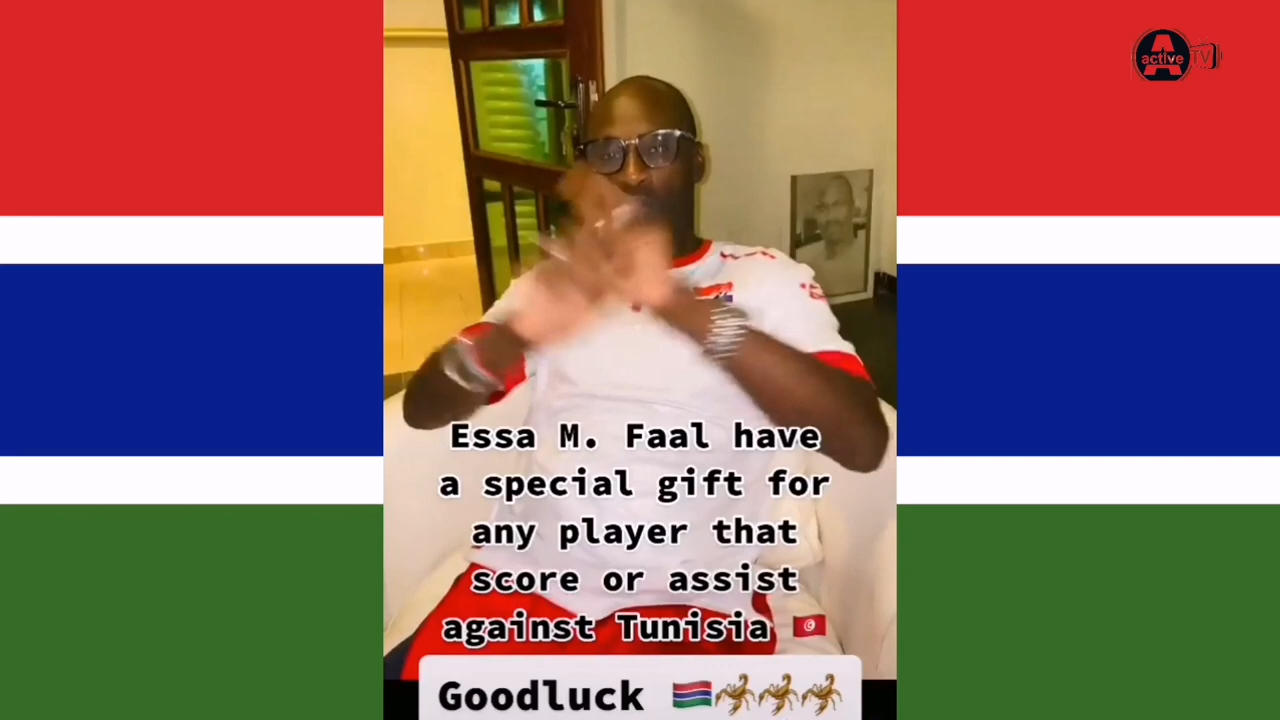 A
active TV
Essa M. Faal have
a special gift for
any player that
score or assist
against Tunisia 🇹🇳
Goodluck 🇬🇲🦂🦂🦂